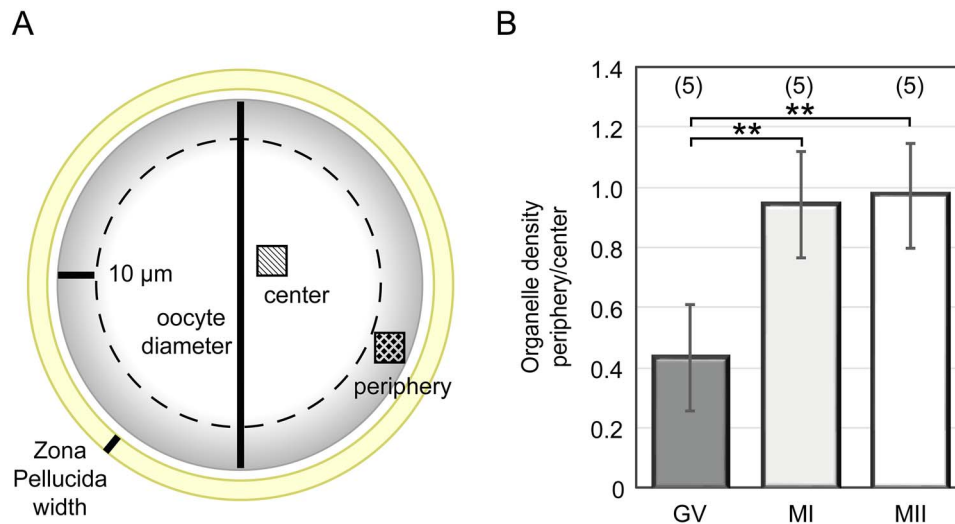 A
10 µm
center
oocyte
diameter
periphery
Zona
Pellucida
width
B
Organelle density
periphery/center
1.4
1.2
1.0
0.8
0.6
0.4
0.2
0
(5)
(5)
(5)
**
**
GV
MI
MII